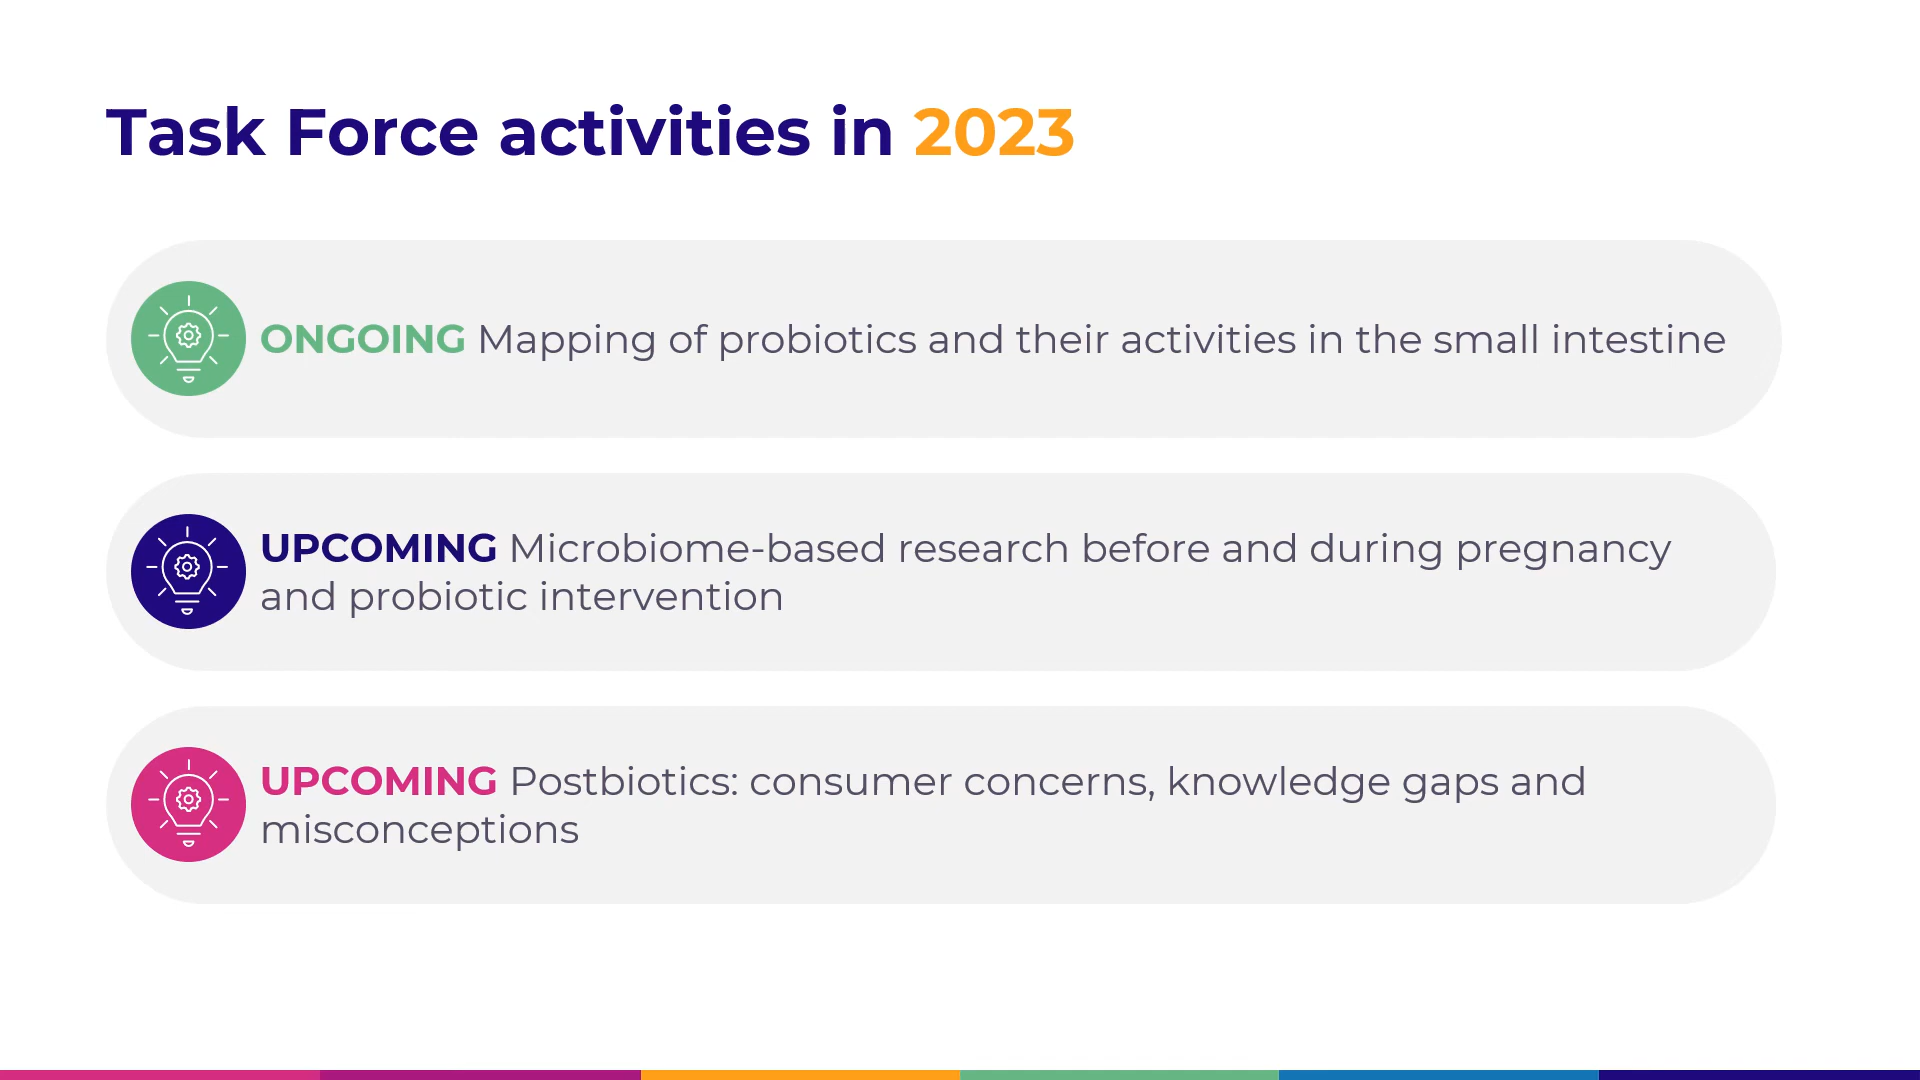 Task Force activities in 2023
ONGOING Mapping of probiotics and their activities in the small intestine
UPCOMING Microbiome-based research before and during pregnancy
and probiotic intervention
UPCOMING Postbiotics: consumer concerns, knowledge gaps and
misconceptions